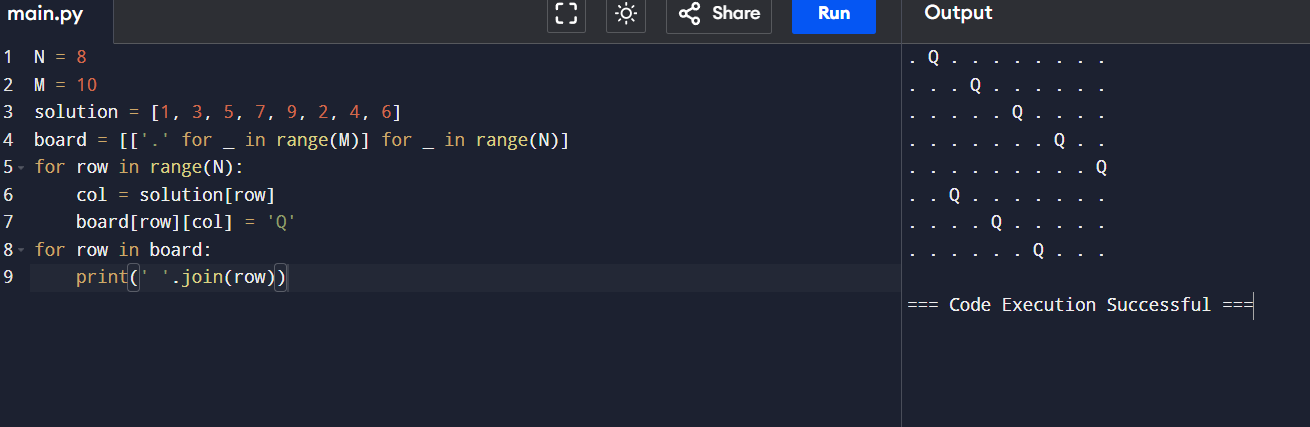 main.py
Share
Run
Output
1 N = 8
2 M = 10
3 solution = [1, 3, 5, 7, 9, 2, 4, 6]
4 board = [['.' for _ in range(M)] for _ in range(N)]
5 for row in range(N):
6     col = solution[row]
7     board[row][col] = 'Q'
8 for row in board:
9     print(' '.join(row))
. Q . . . . . . . .
. . . Q . . . . . .
. . . . . Q . . . .
. . . . . . . Q . .
. . . . . . . . . Q
. . Q . . . . . . .
. . . . Q . . . . .
. . . . . . Q . . .
=== Code Execution Successful ===